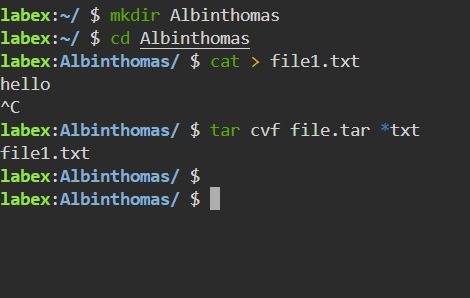 labex:~/ $ mkdir Albinthomas
labex:~/ $ cd Albinthomas
labex:Albinthomas/ $ cat > file1.txt
hello
^C
labex:Albinthomas/ $ tar cvf file.tar *txt
file1.txt
labex:Albinthomas/ $
labex:Albinthomas/ $